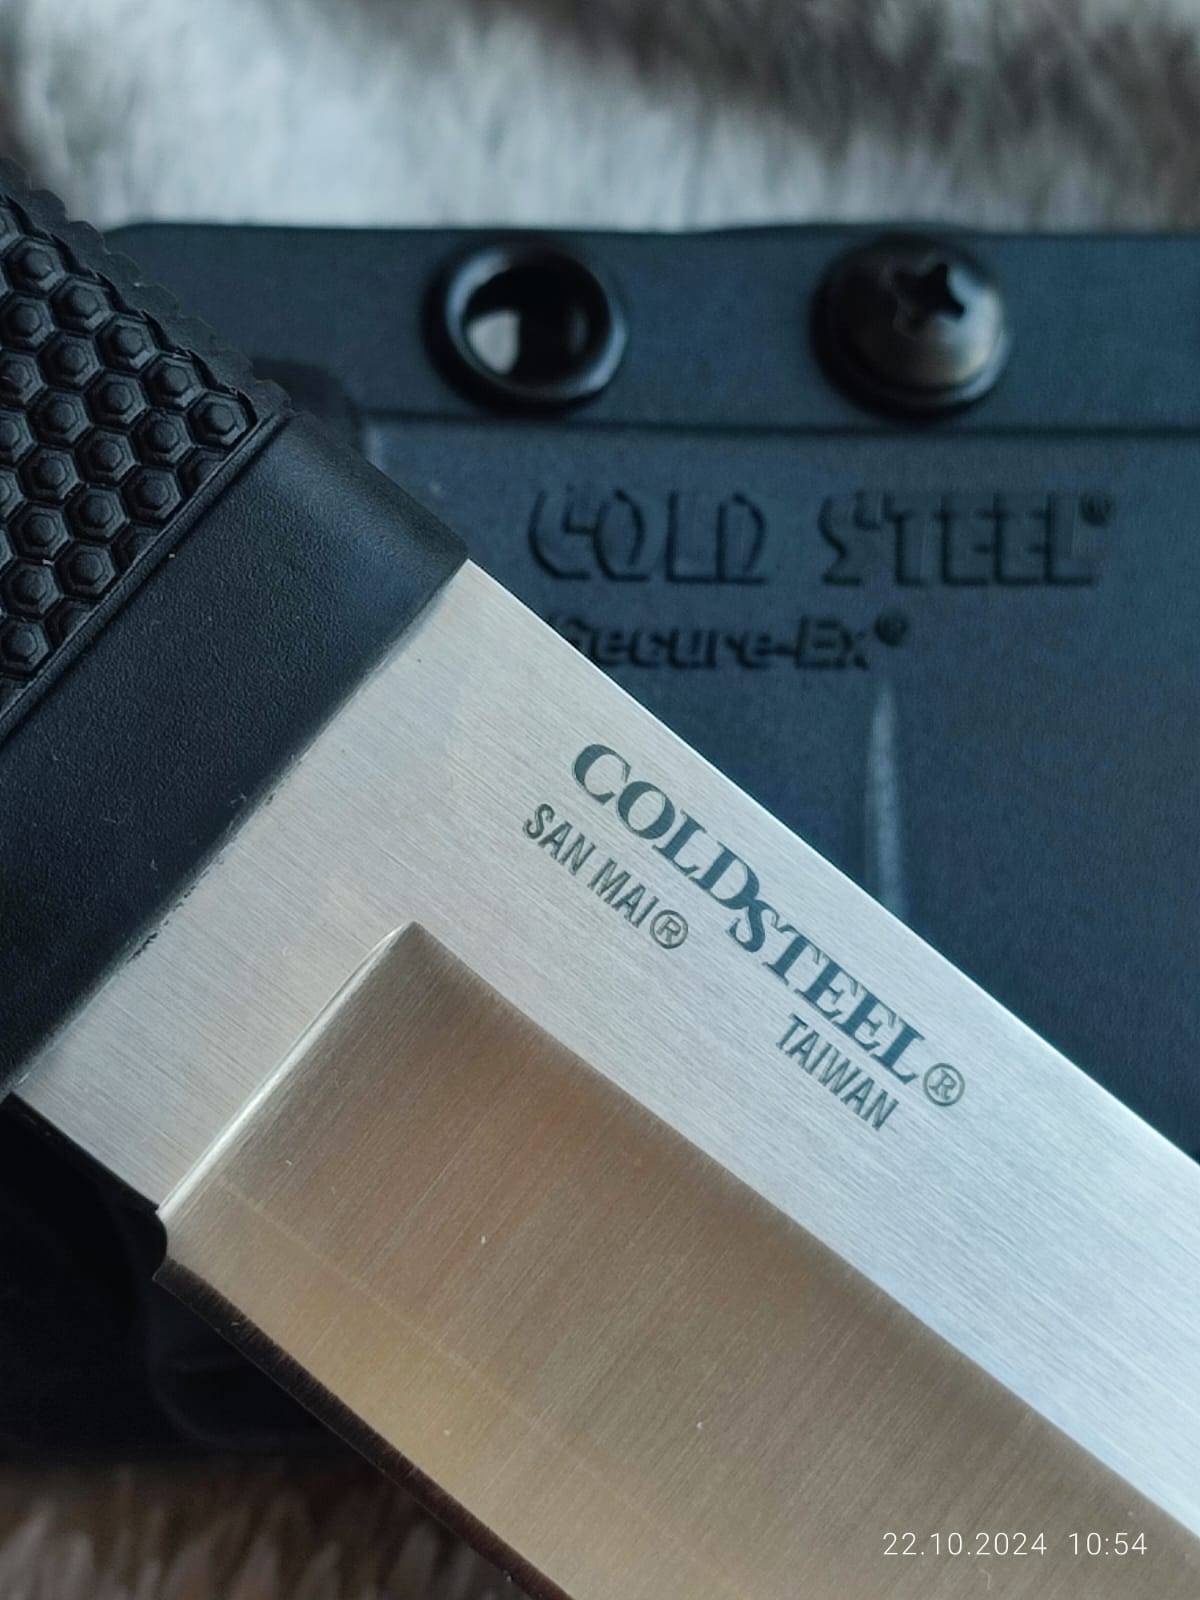 COLD STEEL®
Secure-Ex®
COLD STEEL®
SAN MAI®
TAIWAN
22.10.2024 10:54